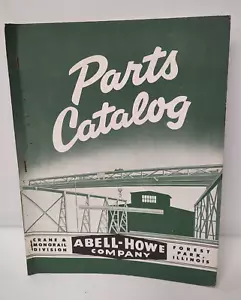 Parts
Catalog
ABELL-HOWE
COMPANY
CRANE &
MONORAIL
DIVISION
FOREST
PARK,
ILLINOIS